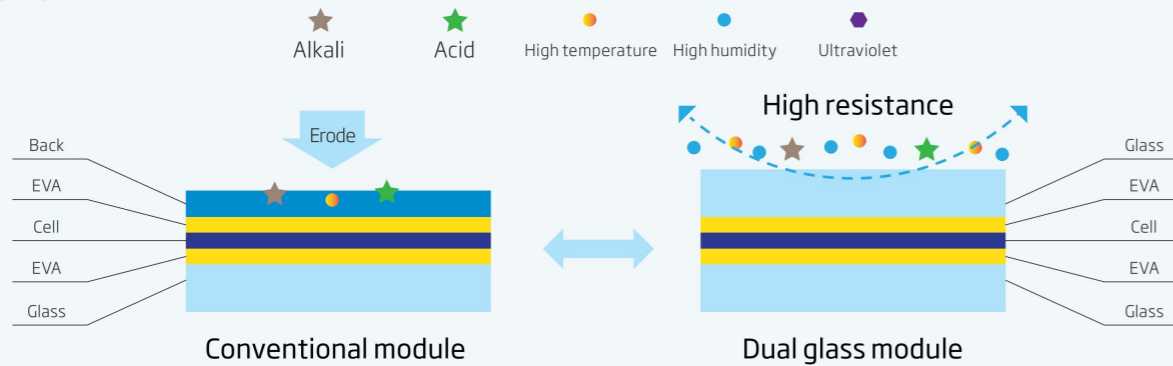 Alkali
Acid
High temperature
High humidity
Ultraviolet
Erode
High resistance
Back
EVA
Cell
EVA
Glass
Glass
EVA
Cell
EVA
Glass
Conventional module
Dual glass module